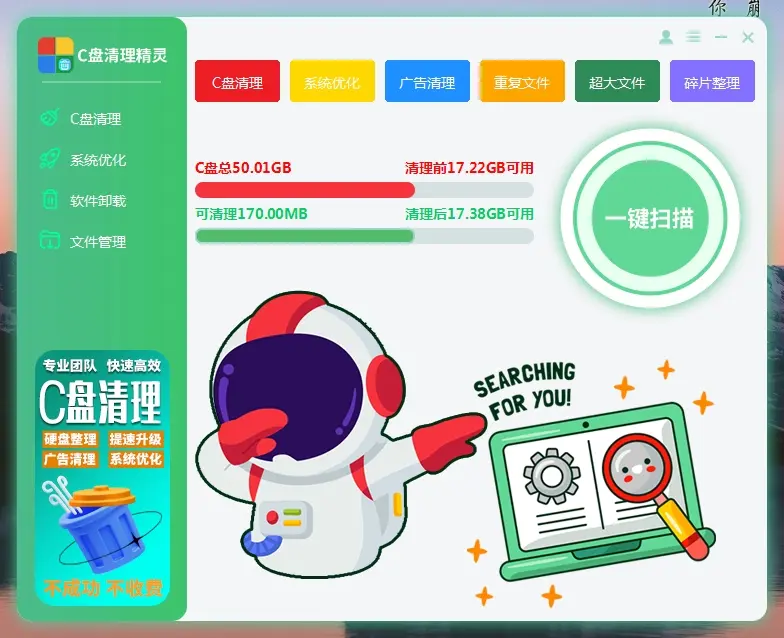 你 崩
C盘清理精灵
C盘清理
系统优化
软件卸载
文件管理
专业团队 快速高效
C盘清理
硬盘整理 提速升级
广告清理 系统优化
不成功 不收费
C盘清理 系统优化 广告清理 重复文件 超大文件 碎片整理
C盘总50.01GB 清理前17.22GB可用
可清理170.00MB 清理后17.38GB可用
一键扫描
SEARCHING
FOR YOU!